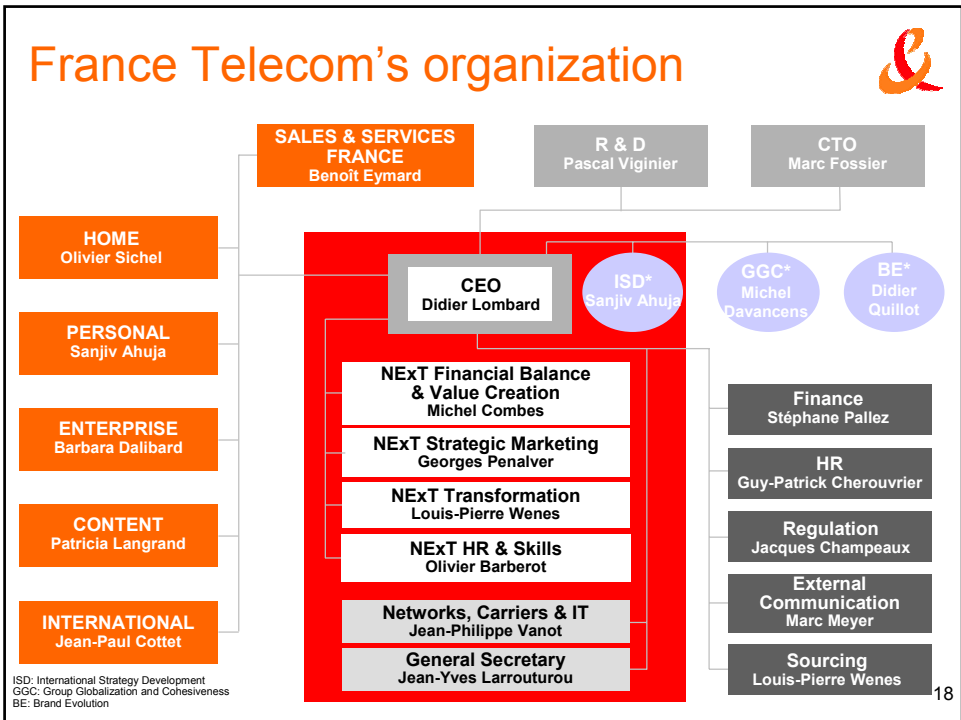 France Telecom's organization
SALES & SERVICES
FRANCE
Benoît Eymard
R & D
Pascal Viginier
CTO
Marc Fossier
HOME
Olivier Sichel
CEO
Didier Lombard
ISD*
Sanjiv Ahuja
GGC*
Michel
Davancens
BE*
Didier
Quillot
PERSONAL
Sanjiv Ahuja
ENTERPRISE
Barbara Dalibard
CONTENT
Patricia Langrand
INTERNATIONAL
Jean-Paul Cottet
NExT Financial Balance
& Value Creation
Michel Combes
NExT Strategic Marketing
Georges Penalver
NExT Transformation
Louis-Pierre Wenes
NExT HR & Skills
Olivier Barberot
Networks, Carriers & IT
Jean-Philippe Vanot
General Secretary
Jean-Yves Larrouturou
Finance
Stéphane Pallez
HR
Guy-Patrick Cherouvrier
Regulation
Jacques Champeaux
External
Communication
Marc Meyer
Sourcing
Louis-Pierre Wenes
ISD: International Strategy Development
GGC: Group Globalization and Cohesiveness
BE: Brand Evolution
18